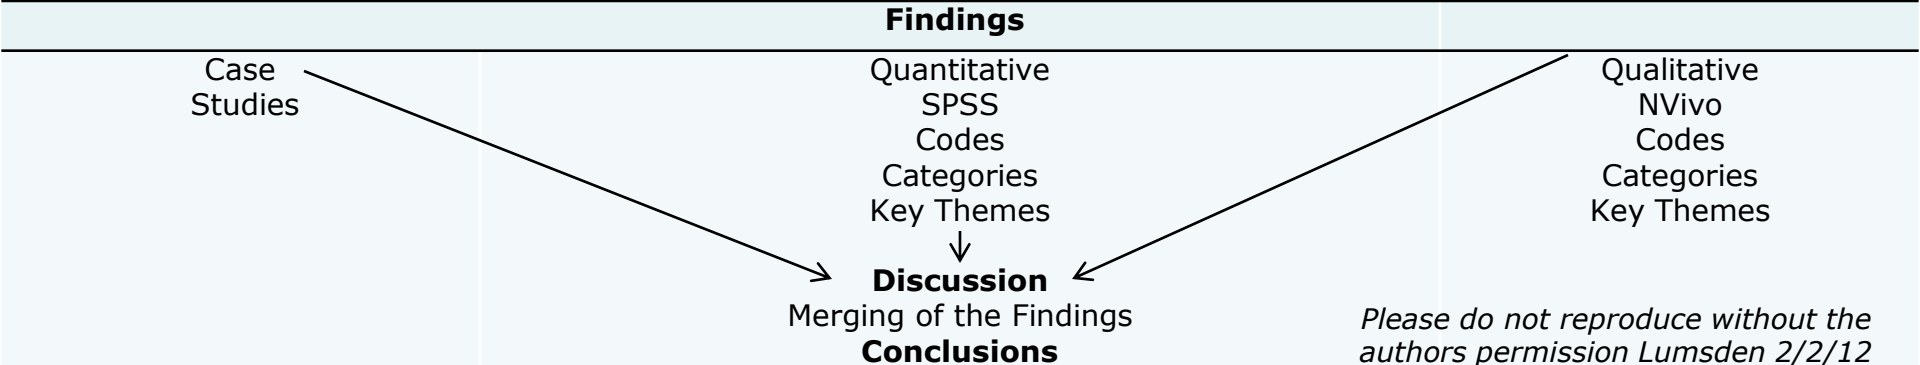 Findings
Case
Studies
Quantitative
SPSS
Codes
Categories
Key Themes
Qualitative
NVivo
Codes
Categories
Key Themes
Discussion
Merging of the Findings
Conclusions
Please do not reproduce without the
authors permission Lumsden 2/2/12